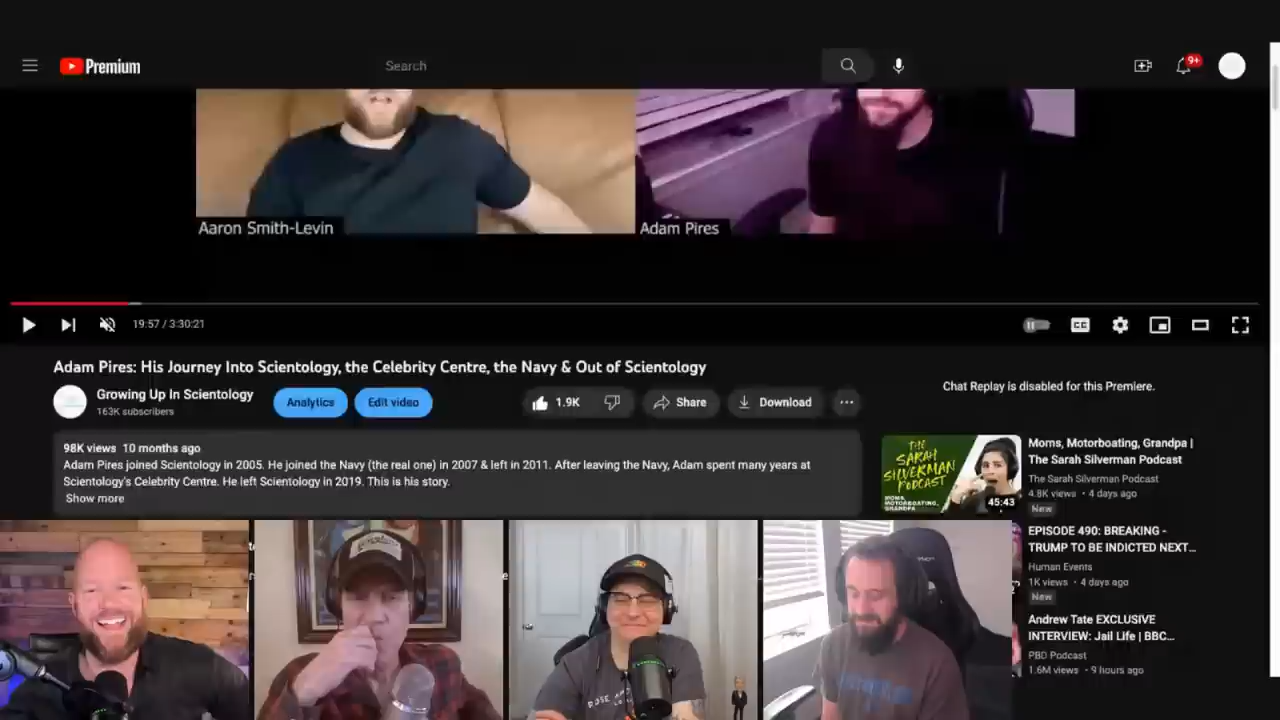 Premium
Search
9+
Aaron Smith-Levin
Adam Pires
19:57 / 3:30:21
CC
Adam Pires: His Journey Into Scientology, the Celebrity Centre, the Navy & Out of Scientology
Growing Up In Scientology
163K subscribers
Analytics
Edit video
1.9K
Share
Download
Chat Replay is disabled for this Premiere.
98K views 10 months ago
Adam Pires joined Scientology in 2005. He joined the Navy (the real one) in 2007 & left in 2011. After leaving the Navy, Adam spent many years at
Scientology's Celebrity Centre. He left Scientology in 2019. This is his story.
Show more
THE
SARAH
SILVERMAN
PODCAST
MOMS,
MOTORBOATING,
GRANDPA
45:43
Moms, Motorboating, Grandpa |
The Sarah Silverman Podcast
The Sarah Silverman Podcast
4.8K views • 4 days ago
New
EPISODE 490: BREAKING -
TRUMP TO BE INDICTED NEXT...
Human Events
1K views • 4 days ago
New
Andrew Tate EXCLUSIVE
INTERVIEW: Jail Life | BBC...
PBD Podcast
1.6M views • 9 hours ago